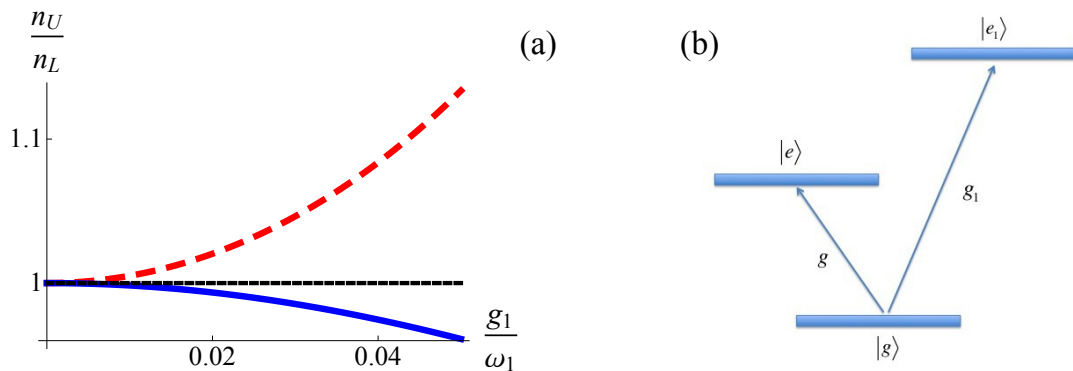 n_U
n_L
(a)
1.1
1
0.02
0.04
g_1
ω_1
(b)
|e_1⟩
|e⟩
g_1
g
|g⟩